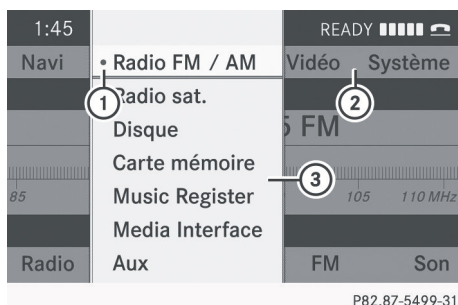 1:45 READY
Navi • Radio FM / AM Vidéo Système
1 Radio sat. 2
Disque 5 FM
Carte mémoire
3
85 Music Register 105 110 MHz
Media Interface
Radio Aux FM Son
P82.87-5499-31